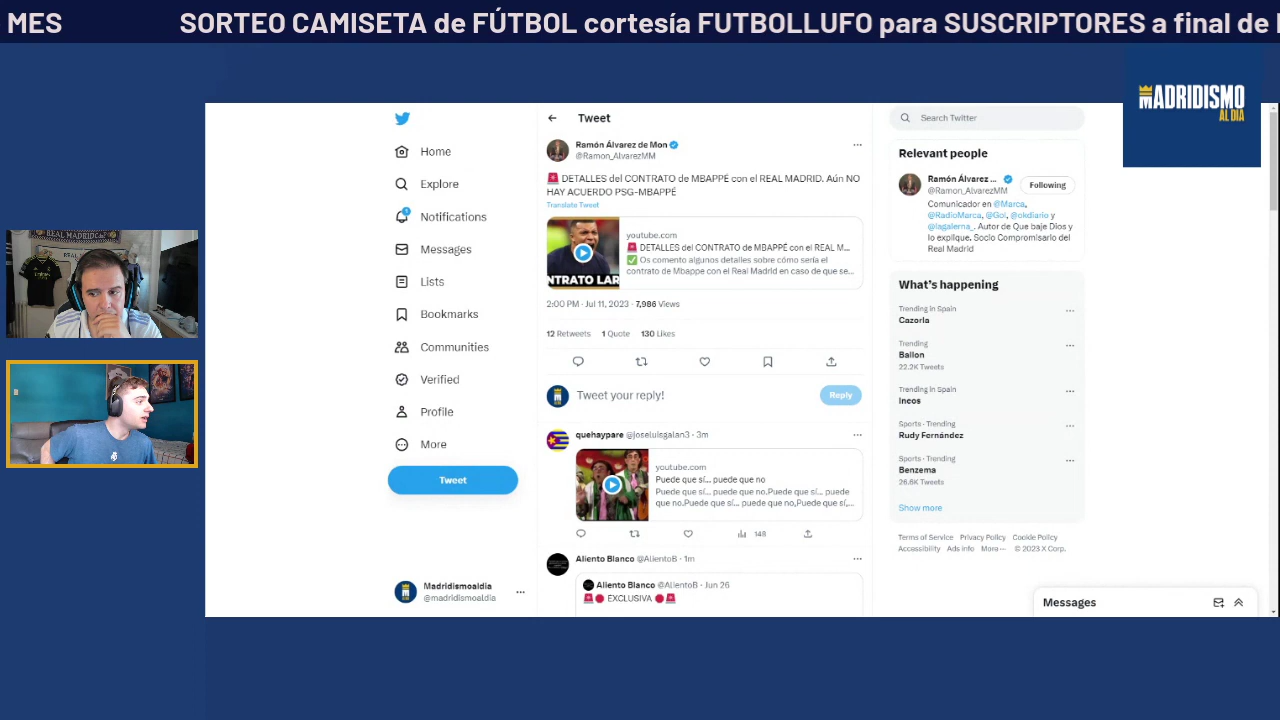 MES SORTEO CAMISETA de FÚTBOL cortesía FUTBOLLUFO para SUSCRIPTORES a final de
MADRIDISMO
AL DÍA
Home
Explore
Notifications
Messages
Lists
Bookmarks
Communities
Verified
Profile
More
Tweet
Madridismoaldia
@madridismoaldia
Tweet
Ramón Álvarez de Mon
@Ramon_AlvarezMM
DETALLES del CONTRATO de MBAPPÉ con el REAL MADRID. Aún NO
HAY ACUERDO PSG-MBAPPÉ
Translate Tweet
NTRATO LAR
youtube.com
DETALLES del CONTRATO de MBAPPÉ con el REAL M...
Os comento algunos detalles sobre cómo sería el
contrato de Mbappe con el Real Madrid en caso de que se...
2:00 PM · Jul 11, 2023 · 7,986 Views
12 Retweets 1 Quote 130 Likes
Tweet your reply!
Reply
quehaypare @joseluisgalan3 · 3m
youtube.com
Puede que sí... puede que no
Puede que sí... puede que no,Puede que sí... puede
que no,Puede que sí... puede que no,Puede que sí,...
148
Aliento Blanco @AlientoB · 1m
Aliento Blanco @AlientoB · Jun 26
EXCLUSIVA
Search Twitter
Relevant people
Ramón Álvarez ...
@Ramon_AlvarezMM
Following
Comunicador en @Marca,
@RadioMarca, @Gol, @okdiario y
@lagalerna_. Autor de Que baje Dios y
lo explique. Socio Compromisario del
Real Madrid
What's happening
Trending in Spain
Cazorla
Trending
Ballon
22.2K Tweets
Trending in Spain
Ineos
Sports · Trending
Rudy Fernández
Sports · Trending
Benzema
26.6K Tweets
Show more
Terms of Service Privacy Policy Cookie Policy
Accessibility Ads info More ··· © 2023 X Corp.
Messages